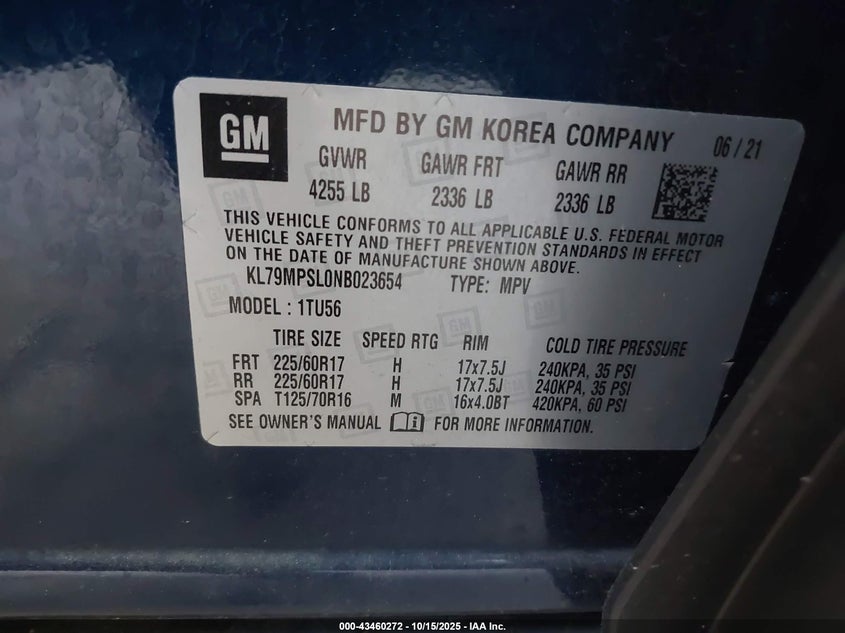 GM
MFD BY GM KOREA COMPANY 06 / 21
GVWR GAWR FRT GAWR RR
4255 LB 2336 LB 2336 LB
THIS VEHICLE CONFORMS TO ALL APPLICABLE U.S. FEDERAL MOTOR
VEHICLE SAFETY AND THEFT PREVENTION STANDARDS IN EFFECT
ON THE DATE OF MANUFACTURE SHOWN ABOVE.
KL79MPSL0NB023654 TYPE: MPV
MODEL : 1TU56
TIRE SIZE SPEED RTG RIM COLD TIRE PRESSURE
FRT 225/60R17 H 17x7.5J 240KPA, 35 PSI
RR 225/60R17 H 17x7.5J 240KPA, 35 PSI
SPA T125/70R16 M 16x4.0BT 420KPA, 60 PSI
SEE OWNER'S MANUAL FOR MORE INFORMATION.
000-43460272 - 10/15/2025 - IAA Inc.